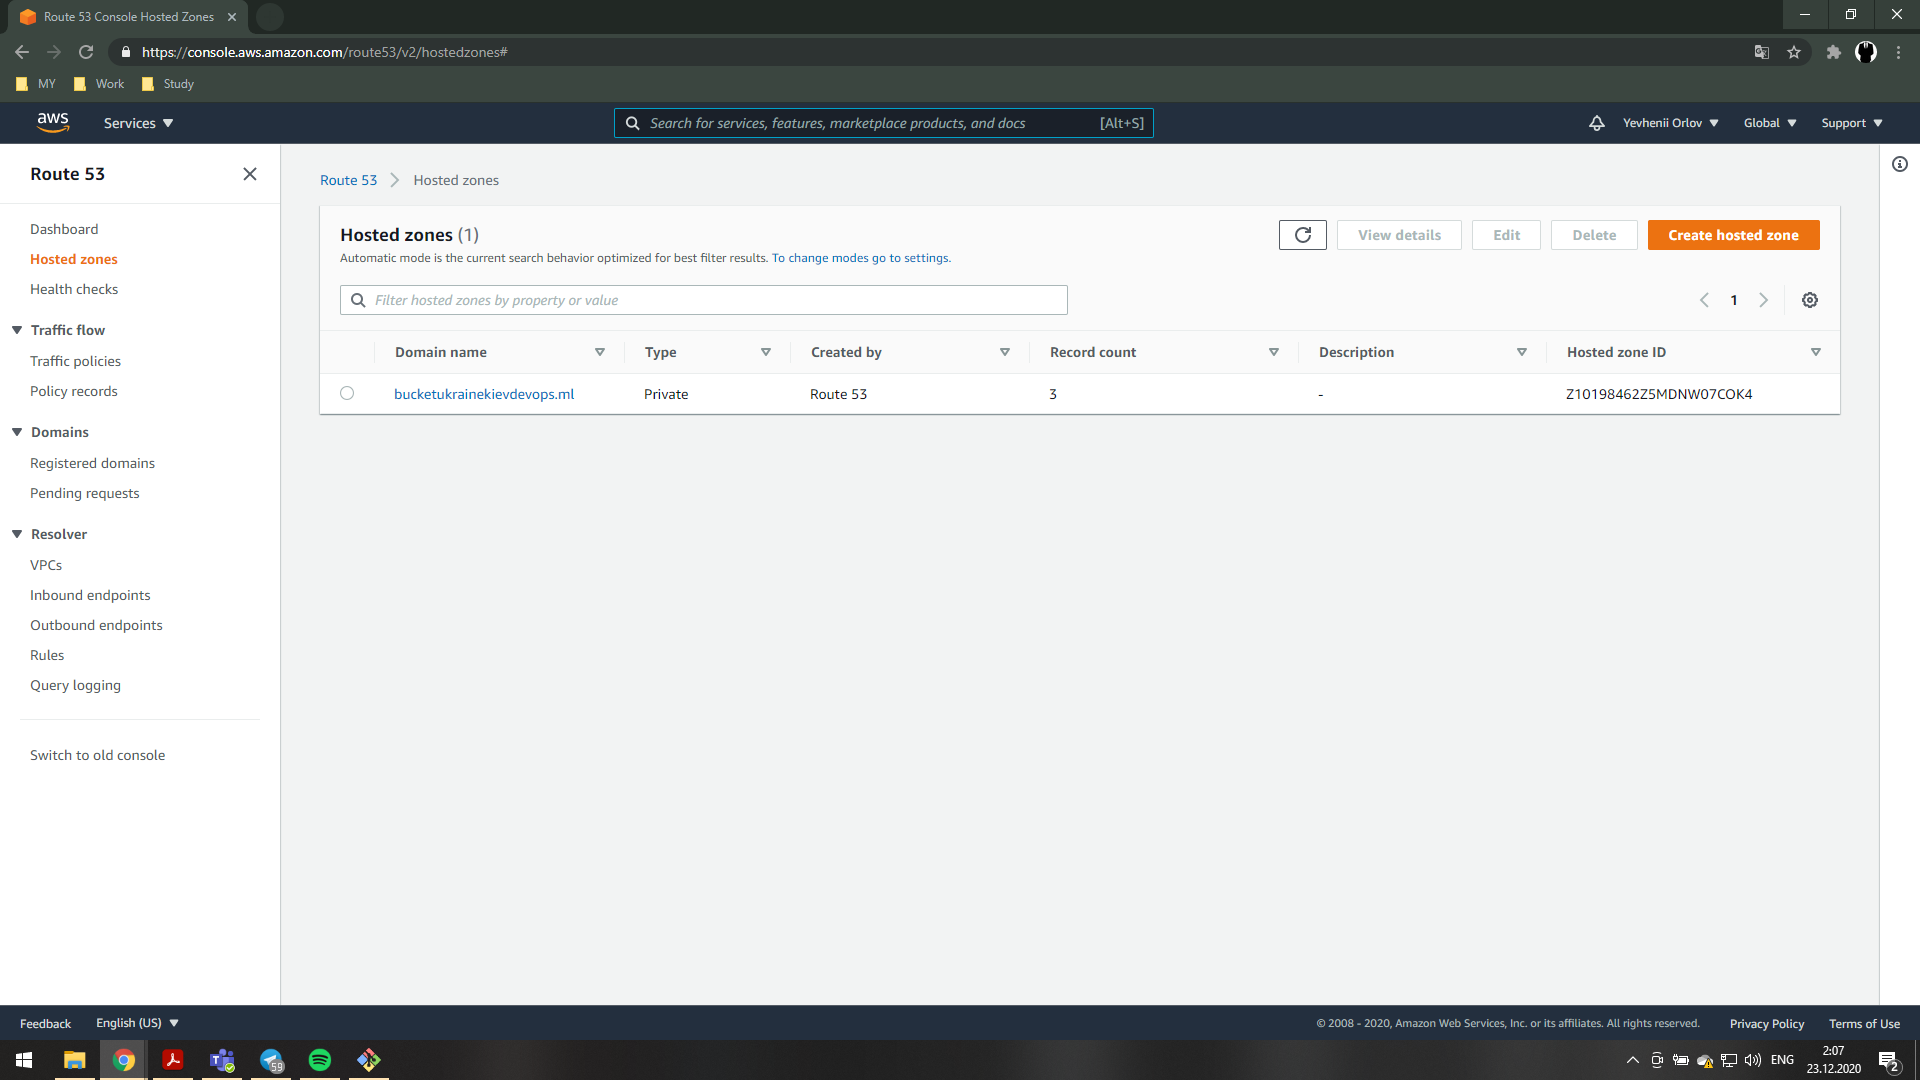 Route 53 Console Hosted Zones
https://console.aws.amazon.com/route53/v2/hostedzones#
MY Work Study
aws Services Search for services, features, marketplace products, and docs [Alt+S] Yevhenii Orlov Global Support
Route 53
Dashboard
Hosted zones
Health checks
Traffic flow
Traffic policies
Policy records
Domains
Registered domains
Pending requests
Resolver
VPCs
Inbound endpoints
Outbound endpoints
Rules
Query logging
Switch to old console
Route 53 Hosted zones
Hosted zones (1)
View details Edit Delete Create hosted zone
Automatic mode is the current search behavior optimized for best filter results. To change modes go to settings.
Filter hosted zones by property or value
1
Domain name Type Created by Record count Description Hosted zone ID
bucketukrainekievdevops.ml Private Route 53 3 - Z10198462Z5MDNW07COK4
Feedback English (US) © 2008 - 2020, Amazon Web Services, Inc. or its affiliates. All rights reserved. Privacy Policy Terms of Use
59
ENG
2:07
23.12.2020
2